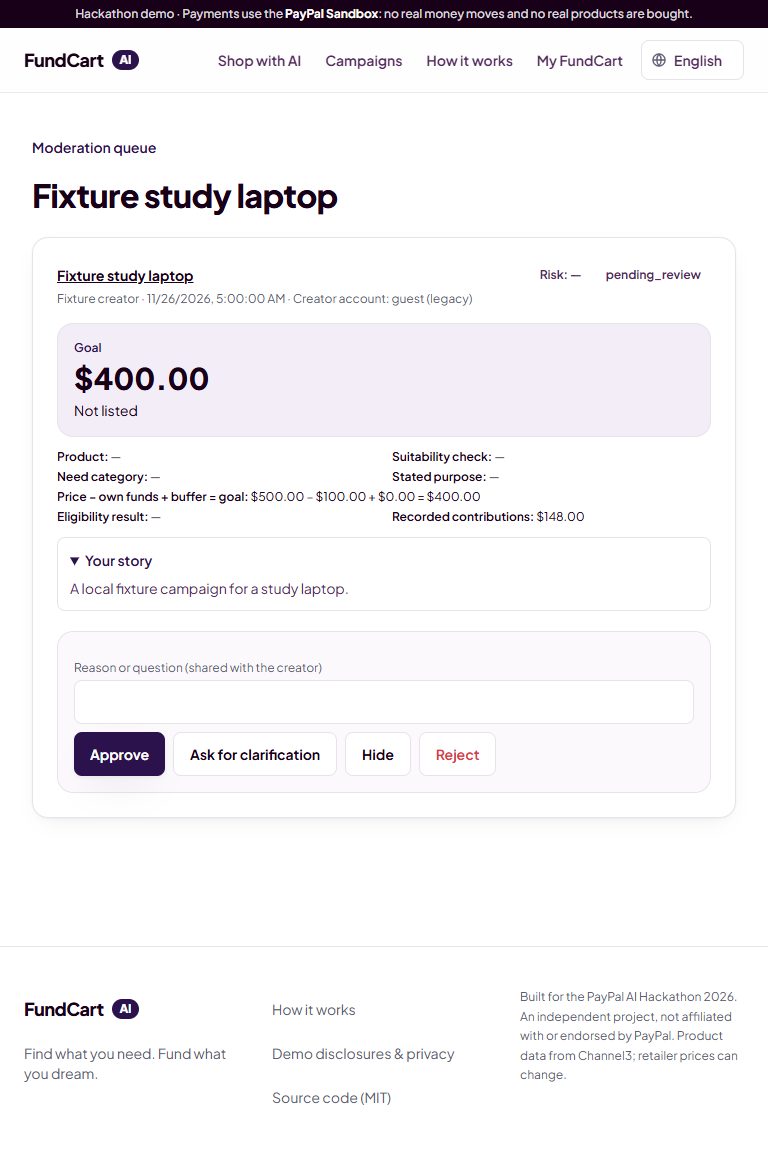 Hackathon demo · Payments use the PayPal Sandbox: no real money moves and no real products are bought.
FundCart AI
Shop with AI
Campaigns
How it works
My FundCart
English
Moderation queue
Fixture study laptop
Fixture study laptop
Risk: —
pending_review
Fixture creator · 11/26/2026, 5:00:00 AM · Creator account: guest (legacy)
Goal
$400.00
Not listed
Product: —
Suitability check: —
Need category: —
Stated purpose: —
Price − own funds + buffer = goal: $500.00 − $100.00 + $0.00 = $400.00
Eligibility result: —
Recorded contributions: $148.00
▼ Your story
A local fixture campaign for a study laptop.
Reason or question (shared with the creator)
Approve
Ask for clarification
Hide
Reject
FundCart AI
Find what you need. Fund what
you dream.
How it works
Demo disclosures & privacy
Source code (MIT)
Built for the PayPal AI Hackathon 2026.
An independent project, not affiliated
with or endorsed by PayPal. Product
data from Channel3; retailer prices can
change.